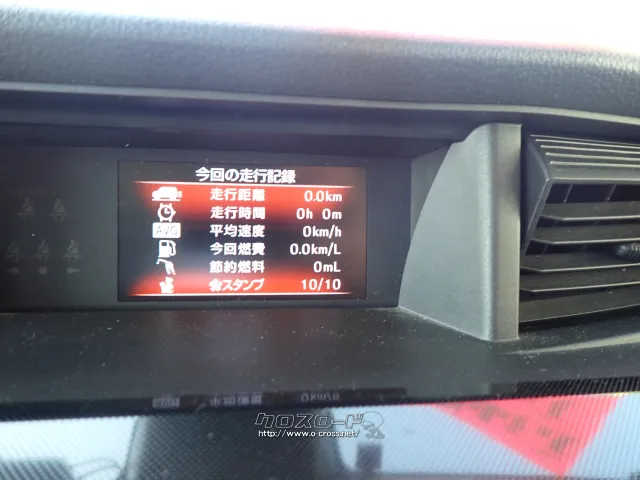 今回の走行記録
走行距離 0.0km
走行時間 0h 0m
AVG 平均速度 0km/h
今回燃費 0.0km/L
節約燃料 0mL
スタンプ 10/10
クロスロード
http://www.o-cross.net/